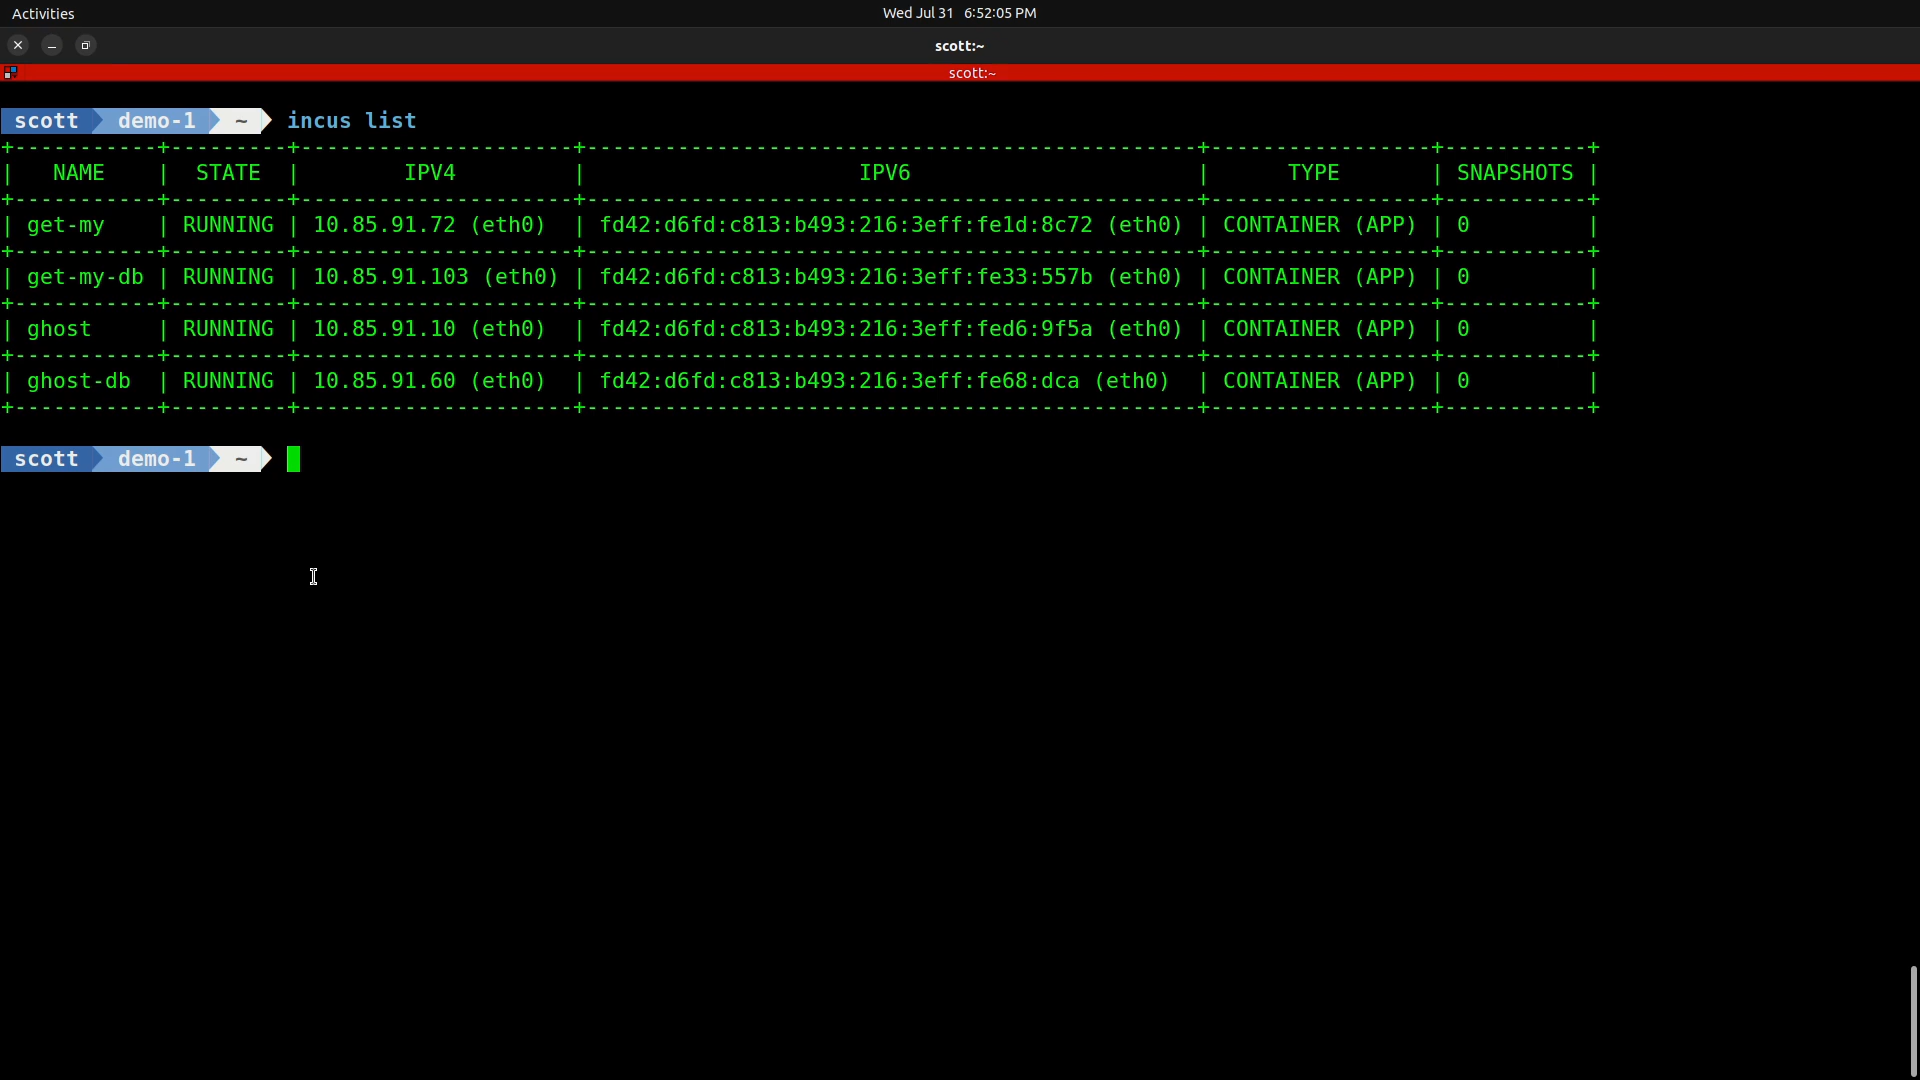 Activities
Wed Jul 31 6:52:05 PM
scott:~
scott:~
scott demo-1 ~ incus list
+-----------+---------+---------------------+-----------------------------------------------+-----------------+-----------+
|   NAME    |  STATE  |        IPV4         |                     IPV6                      |      TYPE       | SNAPSHOTS |
+-----------+---------+---------------------+-----------------------------------------------+-----------------+-----------+
| get-my    | RUNNING | 10.85.91.72 (eth0)  | fd42:d6fd:c813:b493:216:3eff:fe1d:8c72 (eth0) | CONTAINER (APP) | 0         |
+-----------+---------+---------------------+-----------------------------------------------+-----------------+-----------+
| get-my-db | RUNNING | 10.85.91.103 (eth0) | fd42:d6fd:c813:b493:216:3eff:fe33:557b (eth0) | CONTAINER (APP) | 0         |
+-----------+---------+---------------------+-----------------------------------------------+-----------------+-----------+
| ghost     | RUNNING | 10.85.91.10 (eth0)  | fd42:d6fd:c813:b493:216:3eff:fed6:9f5a (eth0) | CONTAINER (APP) | 0         |
+-----------+---------+---------------------+-----------------------------------------------+-----------------+-----------+
| ghost-db  | RUNNING | 10.85.91.60 (eth0)  | fd42:d6fd:c813:b493:216:3eff:fe68:dca (eth0)  | CONTAINER (APP) | 0         |
+-----------+---------+---------------------+-----------------------------------------------+-----------------+-----------+
scott demo-1 ~